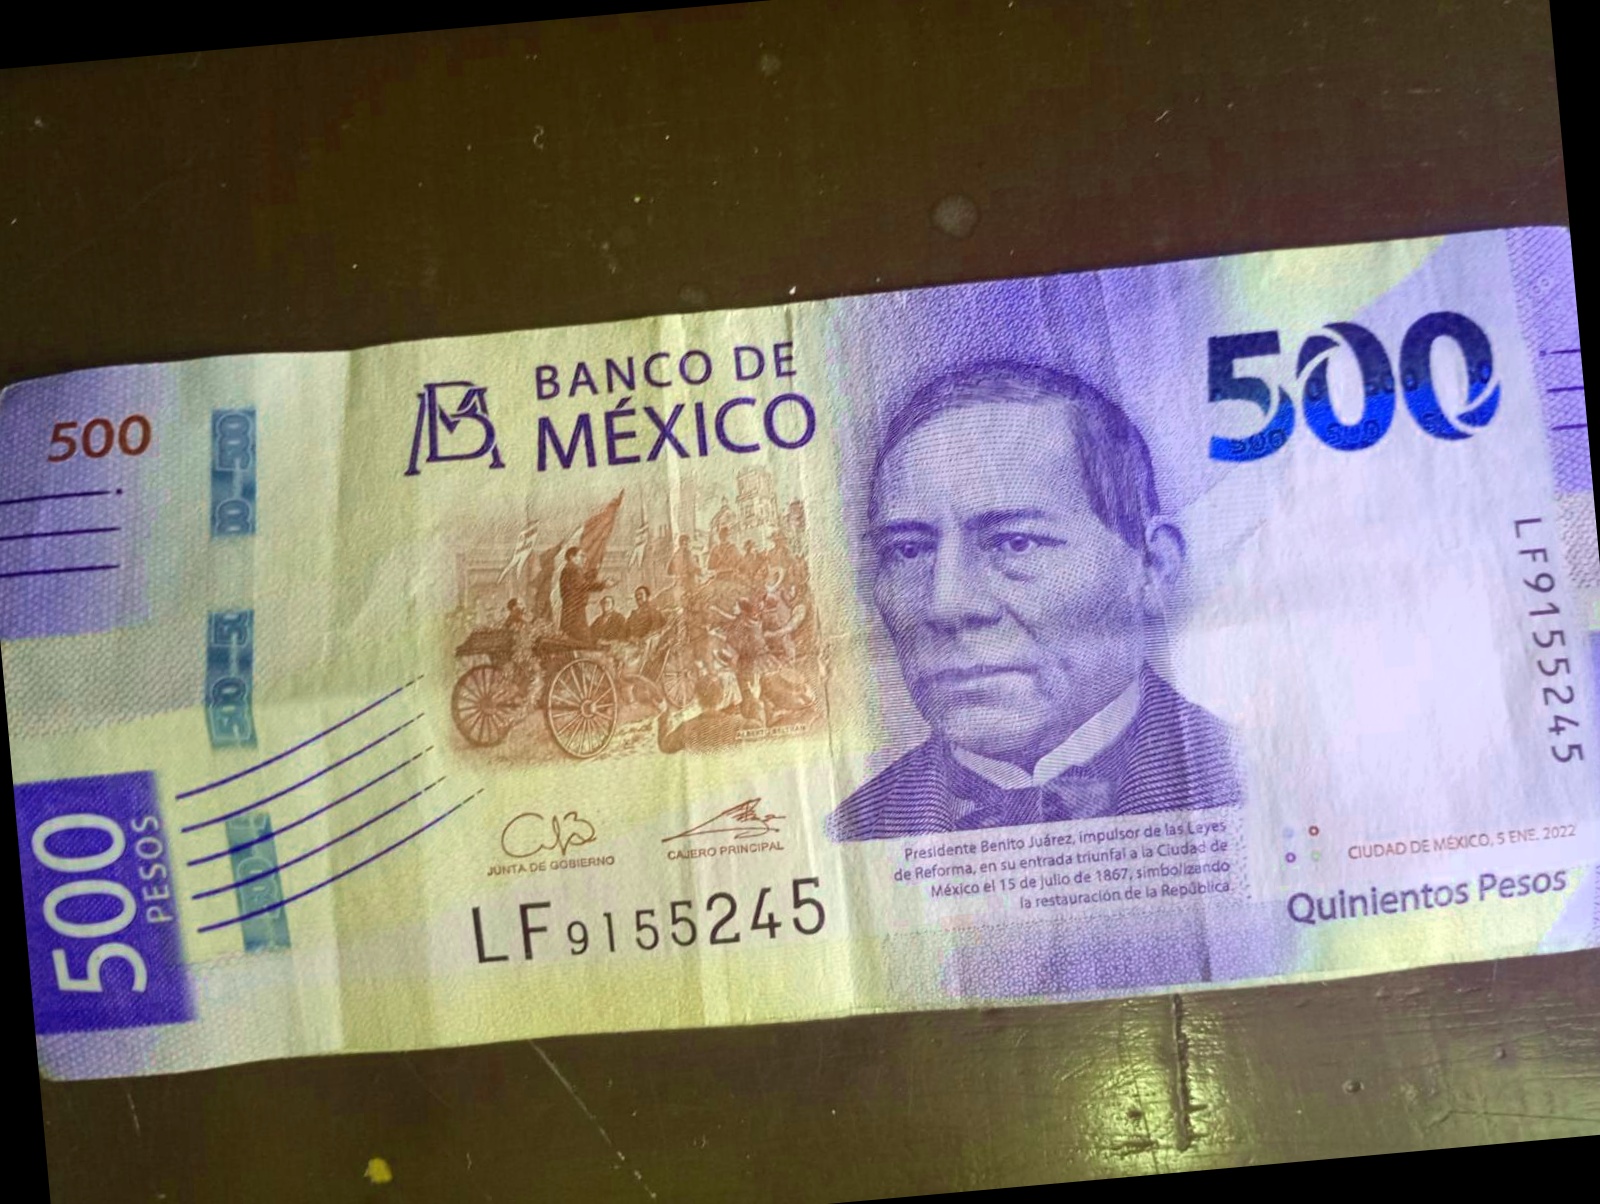 BANCO DE
MÉXICO
500
500
500
PESOS
ALBERTO BELTRÁN
JUNTA DE GOBIERNO
CAJERO PRINCIPAL
LF9155245
Presidente Benito Juárez, impulsor de las Leyes
de Reforma, en su entrada triunfal a la Ciudad de
México el 15 de julio de 1867, simbolizando
la restauración de la República.
LF9155245
CIUDAD DE MÉXICO, 5 ENE. 2022
Quinientos Pesos